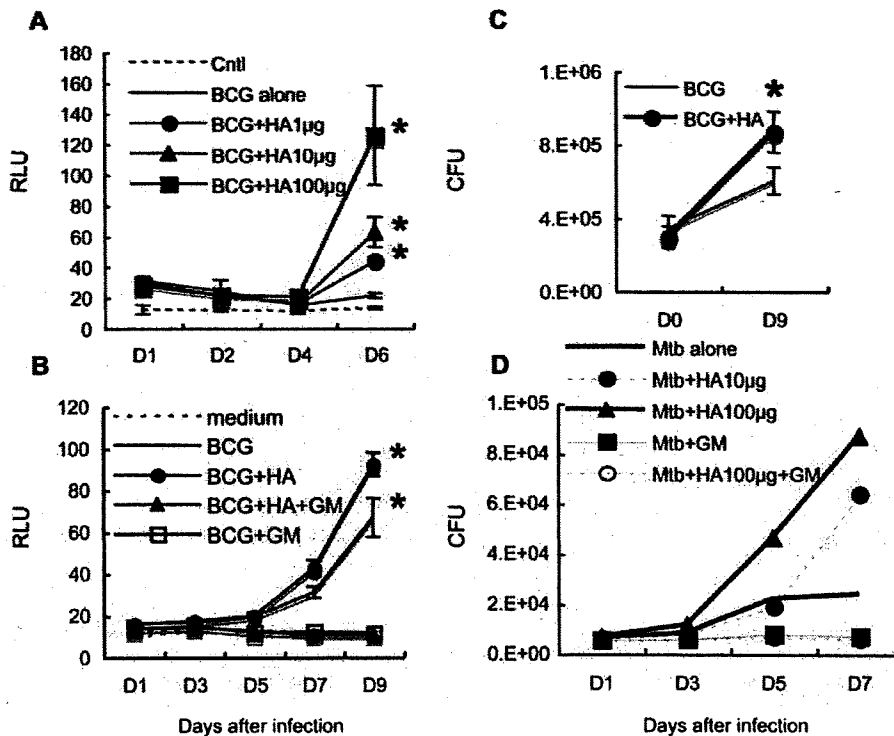 A
180
160
140
120
100
80
60
40
20
0
RLU
Cntl
BCG alone
BCG+HA1µg
BCG+HA10µg
BCG+HA100µg
*
*
*
D1 D2 D4 D6
B
120
100
80
60
40
20
0
RLU
medium
BCG
BCG+HA
BCG+HA+GM
BCG+GM
*
*
D1 D3 D5 D7 D9
Days after infection
C
1.E+06
8.E+05
4.E+05
0.E+00
CFU
BCG
BCG+HA
*
D0 D9
D
1.E+05
8.E+04
6.E+04
4.E+04
2.E+04
0.E+00
CFU
Mtb alone
Mtb+HA10µg
Mtb+HA100µg
Mtb+GM
Mtb+HA100µg+GM
D1 D3 D5 D7
Days after infection